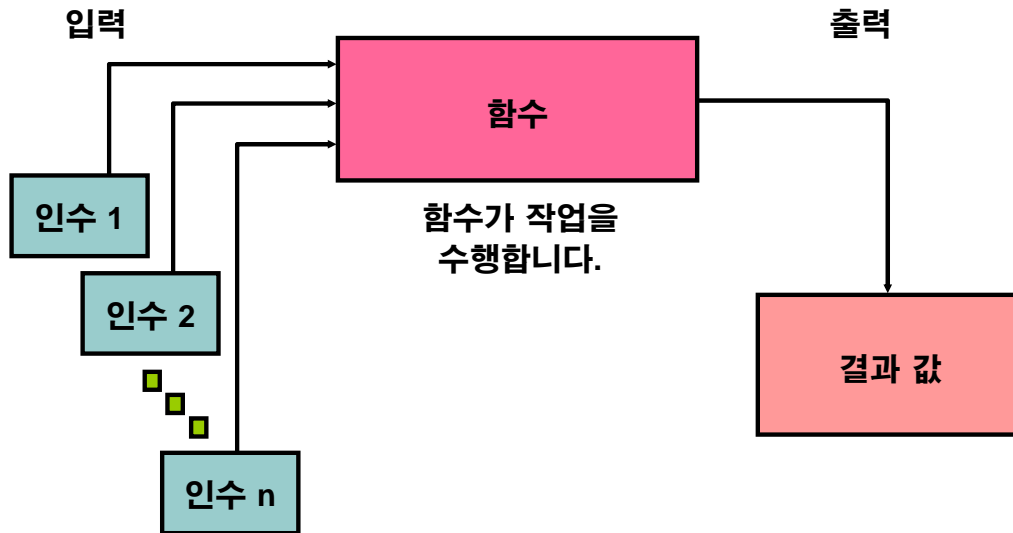 입력
출력
함수
인수 1
함수가 작업을
수행합니다.
인수 2
결과 값
인수 n